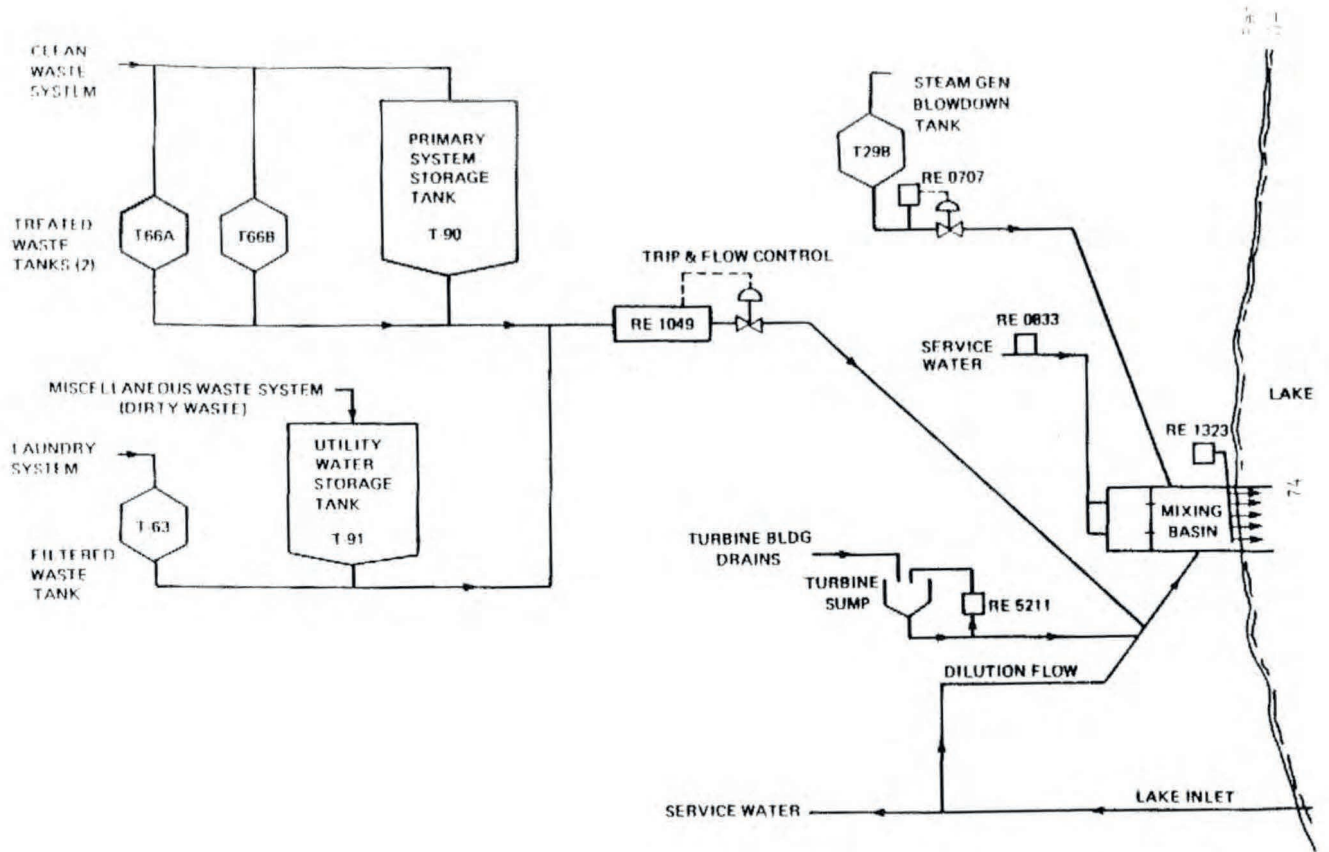 CLEAN
WASTE
SYSTEM
TREATED
WASTE
TANKS (2)
T66A
T66B
PRIMARY
SYSTEM
STORAGE
TANK
T-90
MISCELLANEOUS WASTE SYSTEM
(DIRTY WASTE)
LAUNDRY
SYSTEM
T-63
FILTERED
WASTE
TANK
UTILITY
WATER
STORAGE
TANK
T-91
TRIP & FLOW CONTROL
RE 1049
STEAM GEN
BLOWDOWN
TANK
T29B
RE 0707
RE 0833
SERVICE
WATER
LAKE
RE 1323
MIXING
BASIN
74
TURBINE BLDG
DRAINS
TURBINE
SUMP
RE 5211
DILUTION FLOW
LAKE INLET
SERVICE WATER